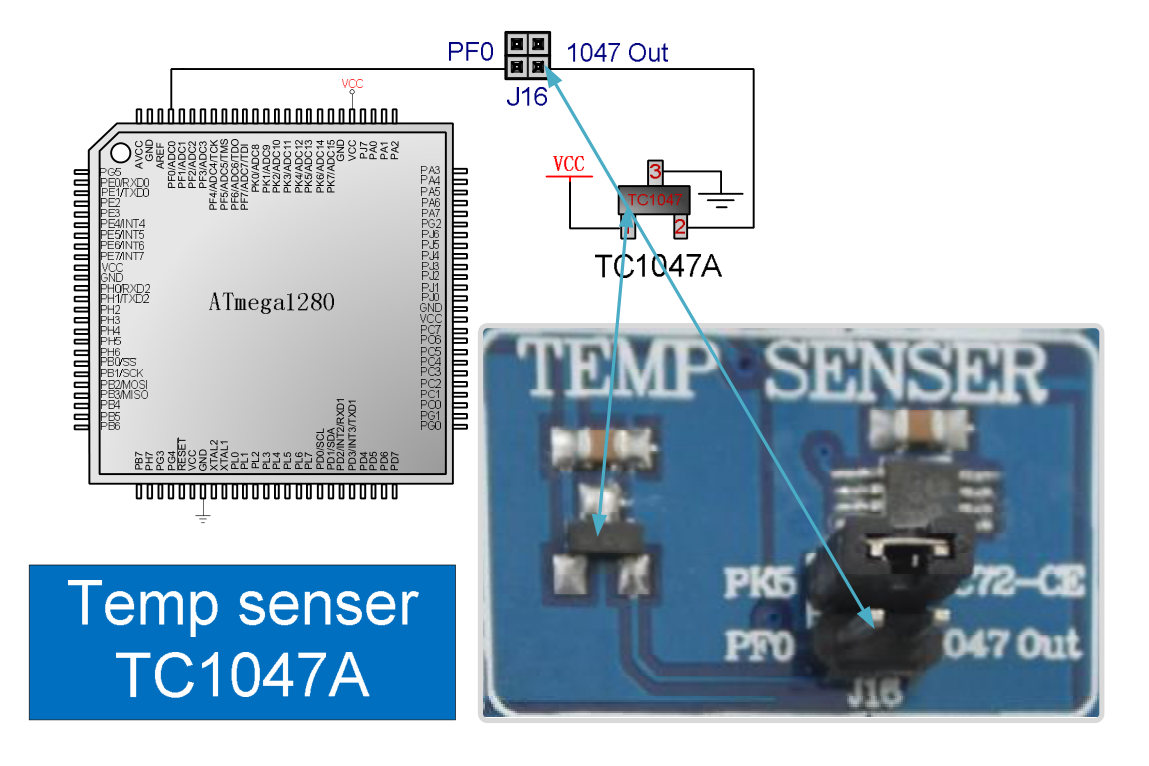 PF0
1047 Out
J16
VCC
VCC
3
TC1047
1
2
TC1047A
AVCC
GND
AREF
PF0/ADC0
PF1/ADC1
PF2/ADC2
PF3/ADC3
PF4/ADC4/TCK
PF5/ADC5/TMS
PF6/ADC6/TDO
PF7/ADC7/TDI
PK0/ADC8
PK1/ADC9
PK2/ADC10
PK3/ADC11
PK4/ADC12
PK5/ADC13
PK6/ADC14
PK7/ADC15
GND
VCC
PJ7
PA0
PA1
PA2
PG5
PE0/RXD0
PE1/TXD0
PE2
PE3
PE4/INT4
PE5/INT5
PE6/INT6
PE7/INT7
VCC
GND
PH0/RXD2
PH1/TXD2
PH2
PH3
PH4
PH5
PH6
PB0/SS
PB1/SCK
PB2/MOSI
PB3/MISO
PB4
PB5
PB6
ATmega1280
PA3
PA4
PA5
PA6
PA7
PG2
PJ6
PJ5
PJ4
PJ3
PJ2
PJ1
PJ0
GND
VCC
PC7
PC6
PC5
PC4
PC3
PC2
PC1
PC0
PG1
PG0
PB7
PH7
PG3
PG4
RESET
VCC
GND
XTAL2
XTAL1
PL0
PL1
PL2
PL3
PL4
PL5
PL6
PL7
PD0/SCL
PD1/SDA
PD2/INT2/RXD1
PD3/INT3/TXD1
PD4
PD5
PD6
PD7
TEMP SENSER
PK5 C72-CE
PF0 047 Out
J16
Temp senser
TC1047A